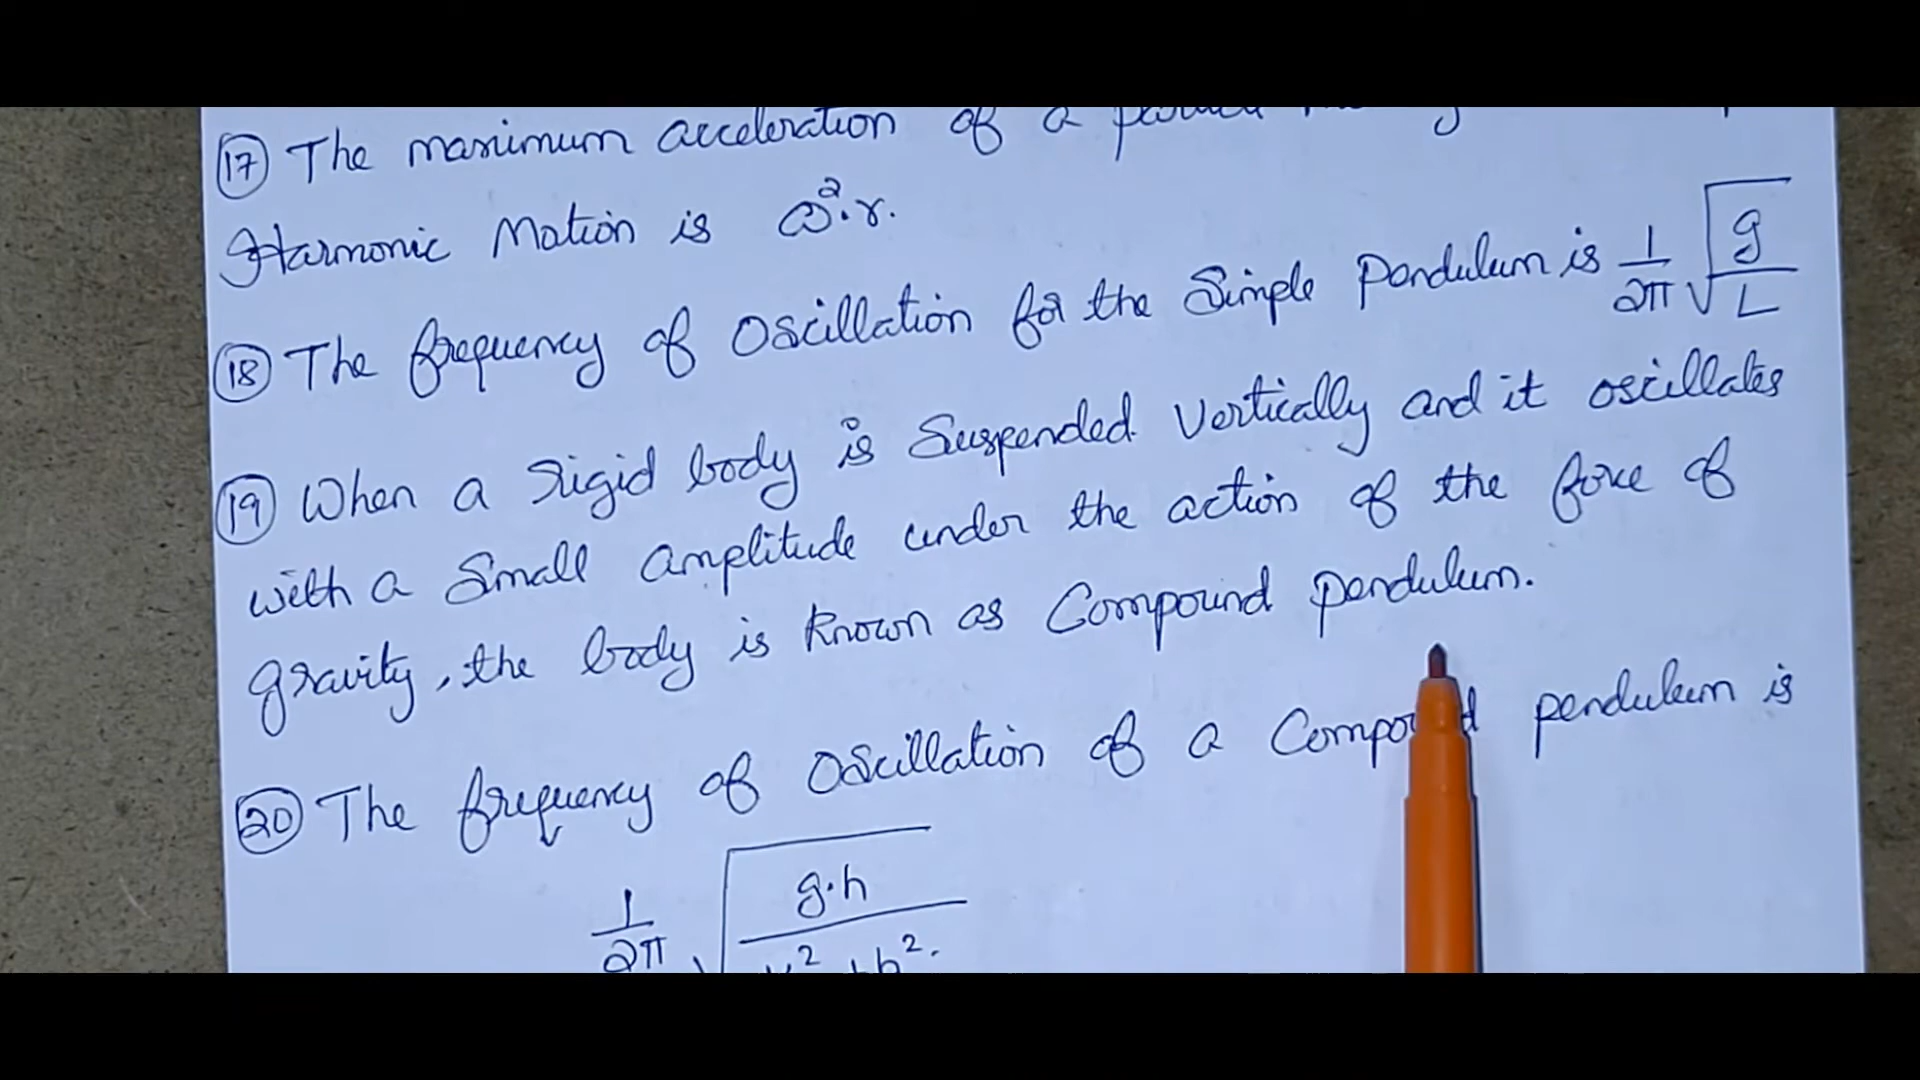 17 The maximum acceleration of a
Harmonic Motion is ω².r.
18 The frequency of Oscillation for the Simple Pendulum is 1/2π √g/L
19 When a rigid body is Suspended Vertically and it oscillates
with a Small amplitude under the action of the force of
gravity, the body is known as Compound pendulum.
20 The frequency of Oscillation of a Compound pendulum is
1/2π √g.h/k²+h².